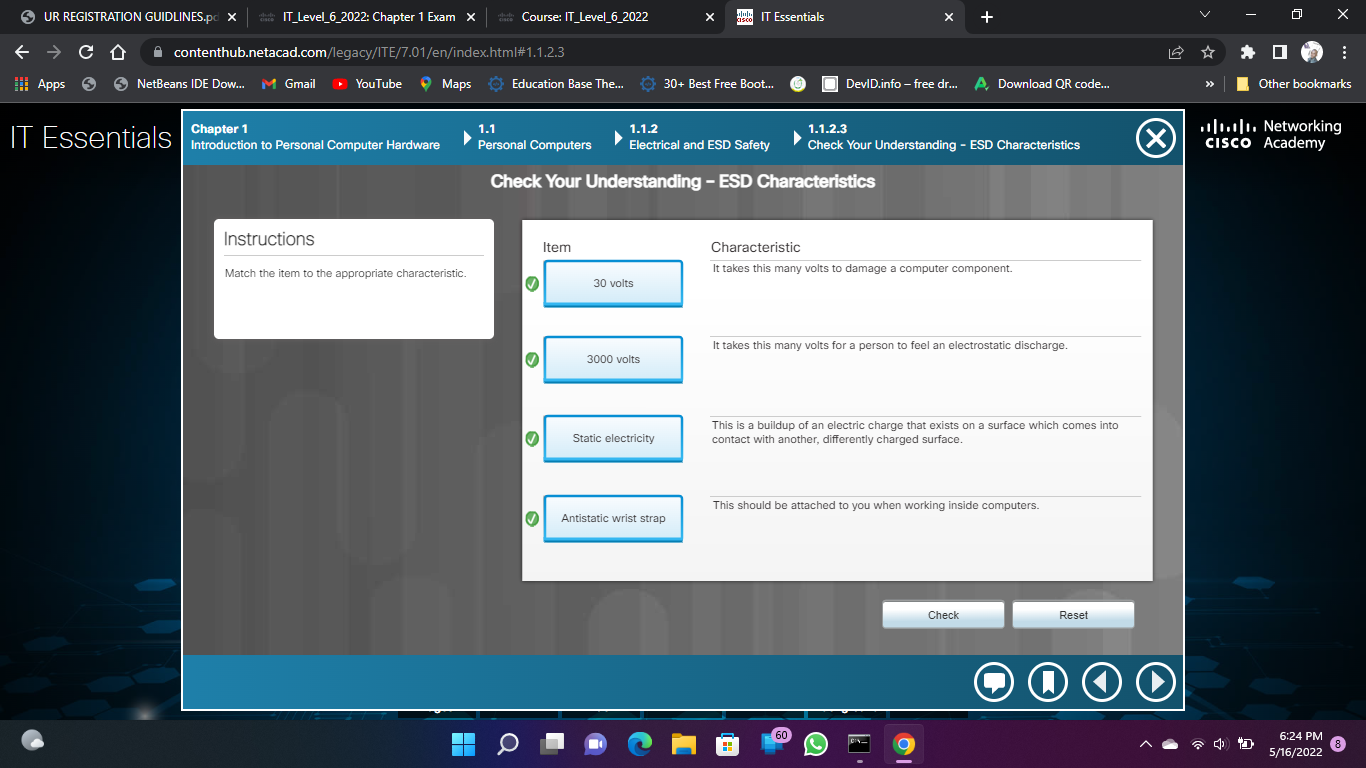 UR REGISTRATION GUIDLINES.pd
IT_Level_6_2022: Chapter 1 Exam
Course: IT_Level_6_2022
IT Essentials
contenthub.netacad.com/legacy/ITE/7.01/en/index.html#1.1.2.3
Apps
NetBeans IDE Dow...
Gmail
YouTube
Maps
Education Base The...
30+ Best Free Boot...
DevID.info – free dr...
Download QR code...
»
Other bookmarks
IT Essentials
Chapter 1
Introduction to Personal Computer Hardware
1.1
Personal Computers
1.1.2
Electrical and ESD Safety
1.1.2.3
Check Your Understanding - ESD Characteristics
cisco
Networking
Academy
Check Your Understanding – ESD Characteristics
Instructions
Match the item to the appropriate characteristic.
Item
Characteristic
30 volts
It takes this many volts to damage a computer component.
3000 volts
It takes this many volts for a person to feel an electrostatic discharge.
Static electricity
This is a buildup of an electric charge that exists on a surface which comes into
contact with another, differently charged surface.
Antistatic wrist strap
This should be attached to you when working inside computers.
Check
Reset
60
6:24 PM
5/16/2022
8